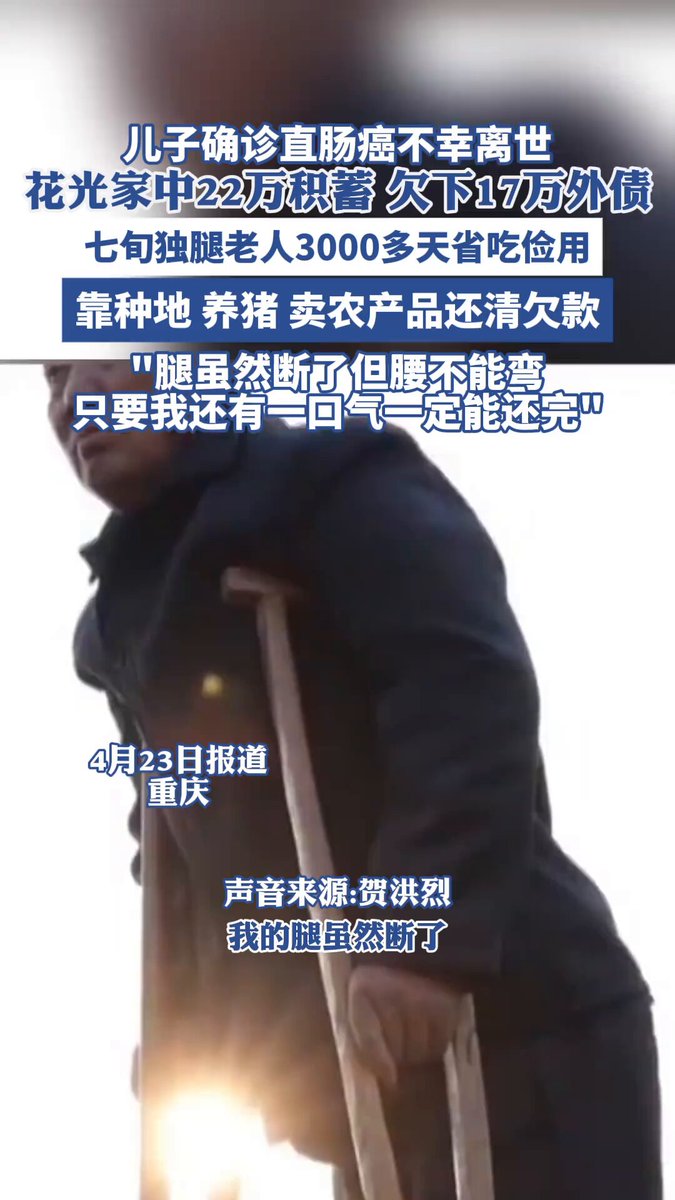 儿子确诊直肠癌不幸离世
花光家中22万积蓄 欠下17万外债
七旬独腿老人3000多天省吃俭用
靠种地 养猪 卖农产品还清欠款
"腿虽然断了但腰不能弯
只要我还有一口气一定能还完"
4月23日报道
重庆
声音来源:贺洪烈
我的腿虽然断了